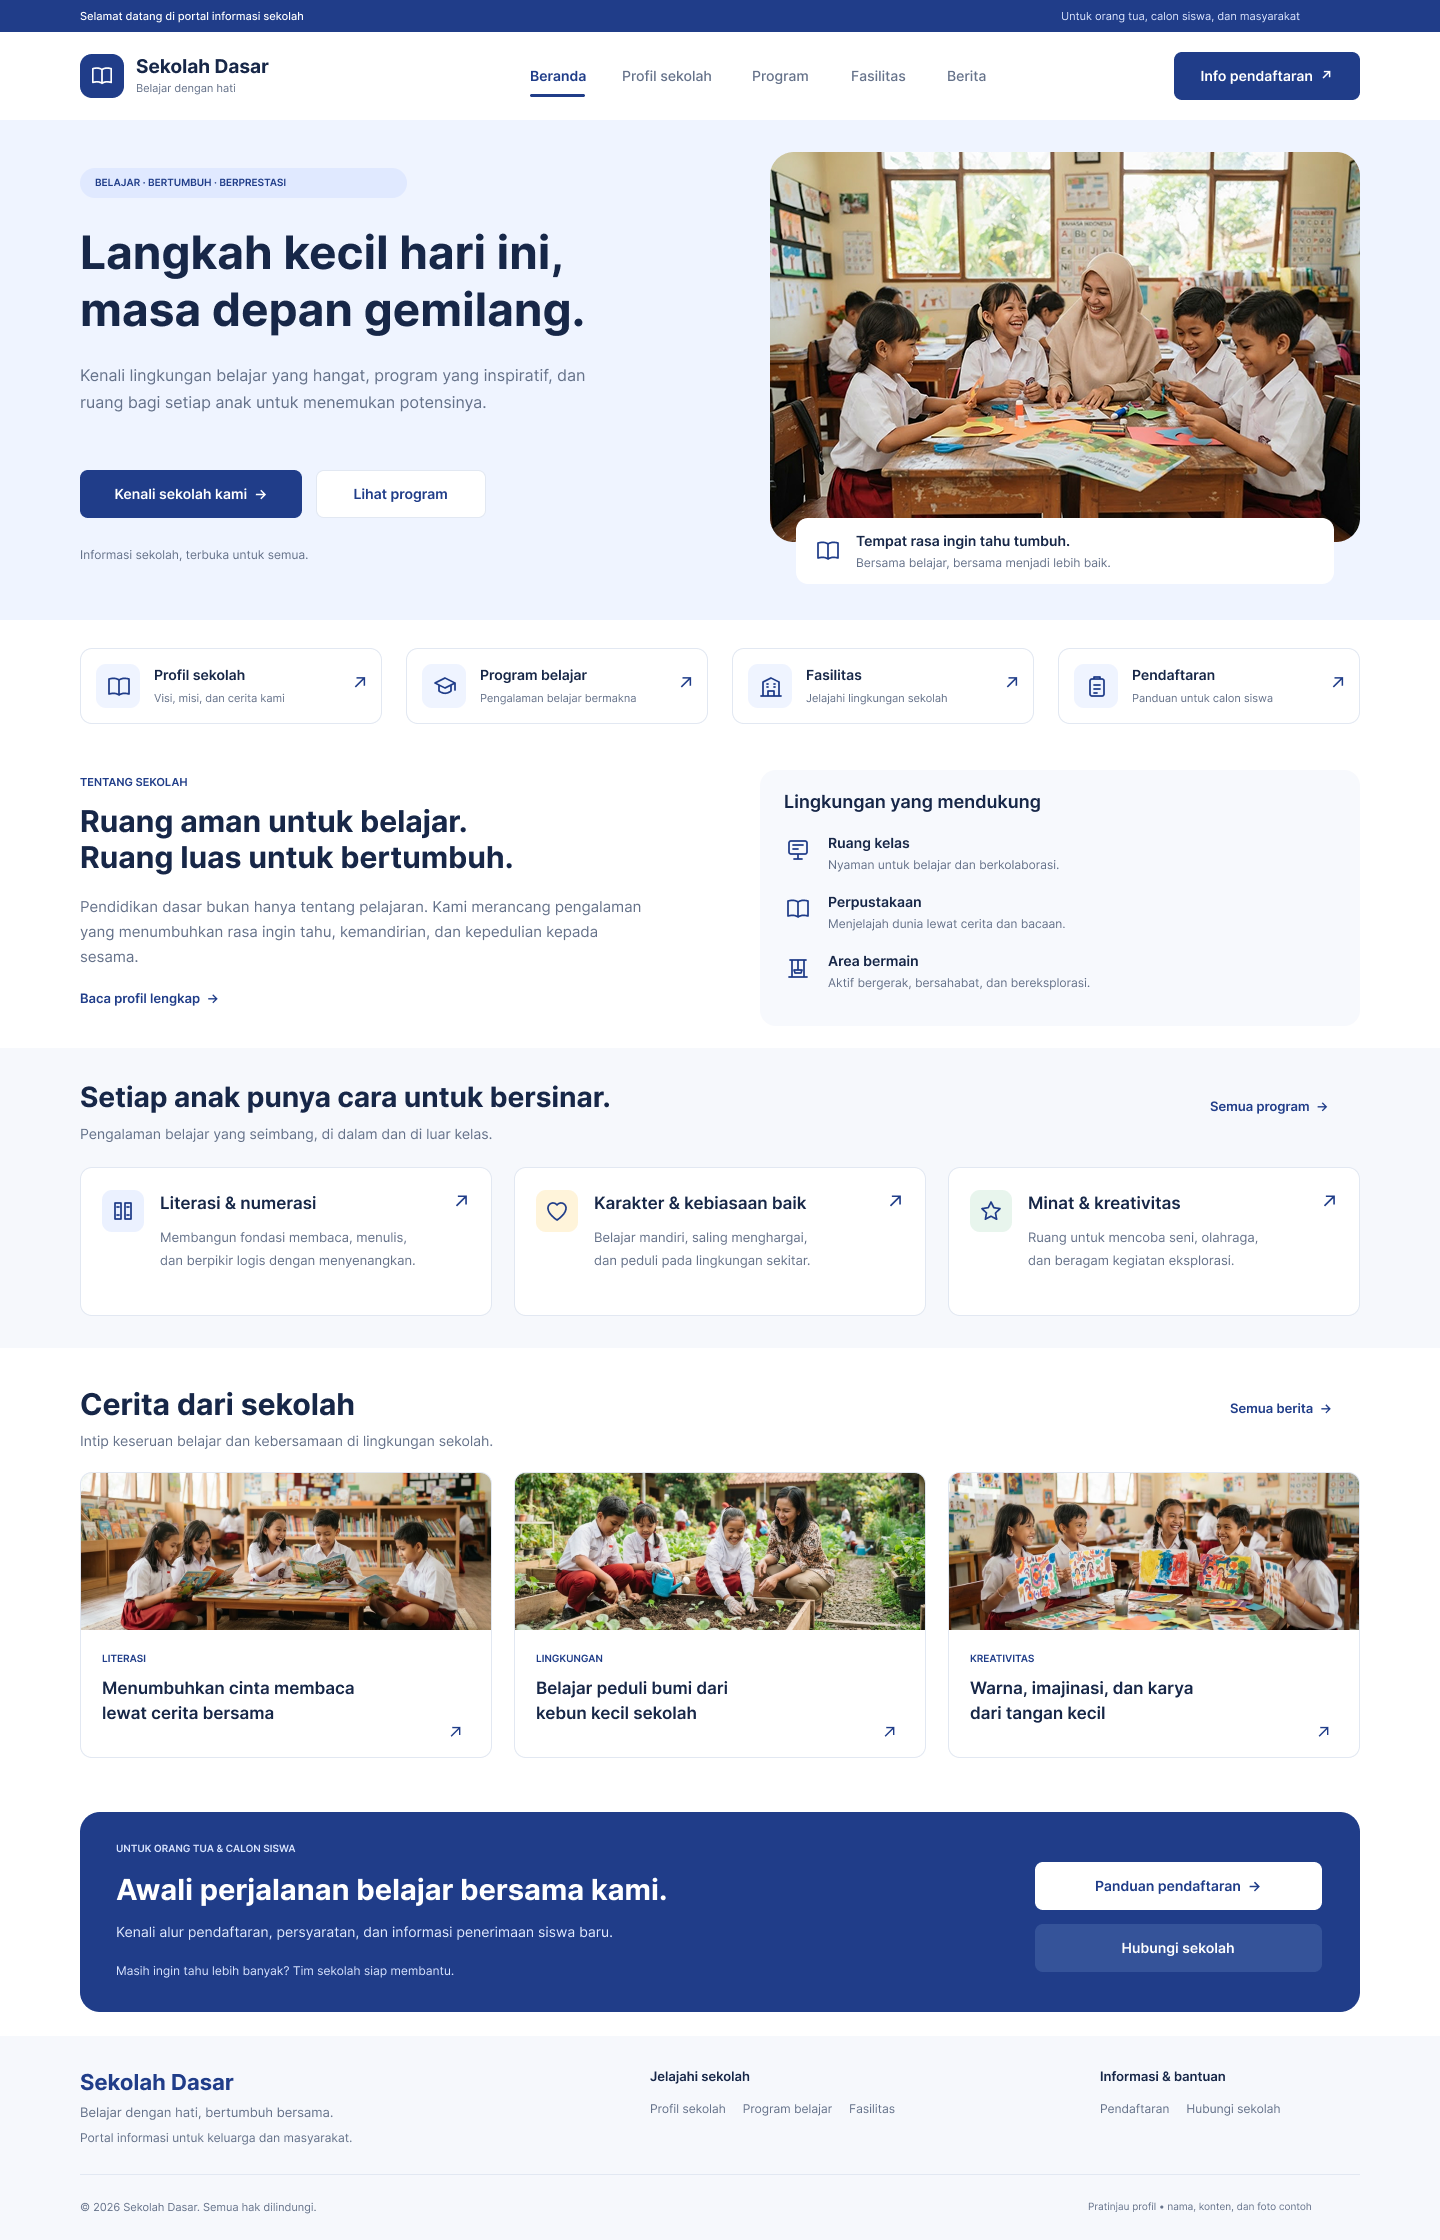 Selamat datang di portal informasi sekolah
Untuk orang tua, calon siswa, dan masyarakat
Sekolah Dasar
Belajar dengan hati
Beranda
Profil sekolah
Program
Fasilitas
Berita
Info pendaftaran ↗
BELAJAR · BERTUMBUH · BERPRESTASI
Langkah kecil hari ini,
masa depan gemilang.
Kenali lingkungan belajar yang hangat, program yang inspiratif, dan
ruang bagi setiap anak untuk menemukan potensinya.
Kenali sekolah kami →
Lihat program
Informasi sekolah, terbuka untuk semua.
BAHASA INDONESIA
Tempat rasa ingin tahu tumbuh.
Bersama belajar, bersama menjadi lebih baik.
Profil sekolah
Visi, misi, dan cerita kami
Program belajar
Pengalaman belajar bermakna
Fasilitas
Jelajahi lingkungan sekolah
Pendaftaran
Panduan untuk calon siswa
TENTANG SEKOLAH
Ruang aman untuk belajar.
Ruang luas untuk bertumbuh.
Pendidikan dasar bukan hanya tentang pelajaran. Kami merancang pengalaman
yang menumbuhkan rasa ingin tahu, kemandirian, dan kepedulian kepada
sesama.
Baca profil lengkap →
Lingkungan yang mendukung
Ruang kelas
Nyaman untuk belajar dan berkolaborasi.
Perpustakaan
Menjelajah dunia lewat cerita dan bacaan.
Area bermain
Aktif bergerak, bersahabat, dan bereksplorasi.
Setiap anak punya cara untuk bersinar.
Pengalaman belajar yang seimbang, di dalam dan di luar kelas.
Semua program →
Literasi & numerasi
Membangun fondasi membaca, menulis,
dan berpikir logis dengan menyenangkan.
Karakter & kebiasaan baik
Belajar mandiri, saling menghargai,
dan peduli pada lingkungan sekitar.
Minat & kreativitas
Ruang untuk mencoba seni, olahraga,
dan beragam kegiatan eksplorasi.
Cerita dari sekolah
Intip keseruan belajar dan kebersamaan di lingkungan sekolah.
Semua berita →
LITERASI
Menumbuhkan cinta membaca
lewat cerita bersama
LINGKUNGAN
Belajar peduli bumi dari
kebun kecil sekolah
KREATIVITAS
Warna, imajinasi, dan karya
dari tangan kecil
UNTUK ORANG TUA & CALON SISWA
Awali perjalanan belajar bersama kami.
Kenali alur pendaftaran, persyaratan, dan informasi penerimaan siswa baru.
Masih ingin tahu lebih banyak? Tim sekolah siap membantu.
Panduan pendaftaran →
Hubungi sekolah
Sekolah Dasar
Belajar dengan hati, bertumbuh bersama.
Portal informasi untuk keluarga dan masyarakat.
Jelajahi sekolah
Profil sekolah Program belajar Fasilitas
Informasi & bantuan
Pendaftaran Hubungi sekolah
© 2026 Sekolah Dasar. Semua hak dilindungi.
Pratinjau profil • nama, konten, dan foto contoh